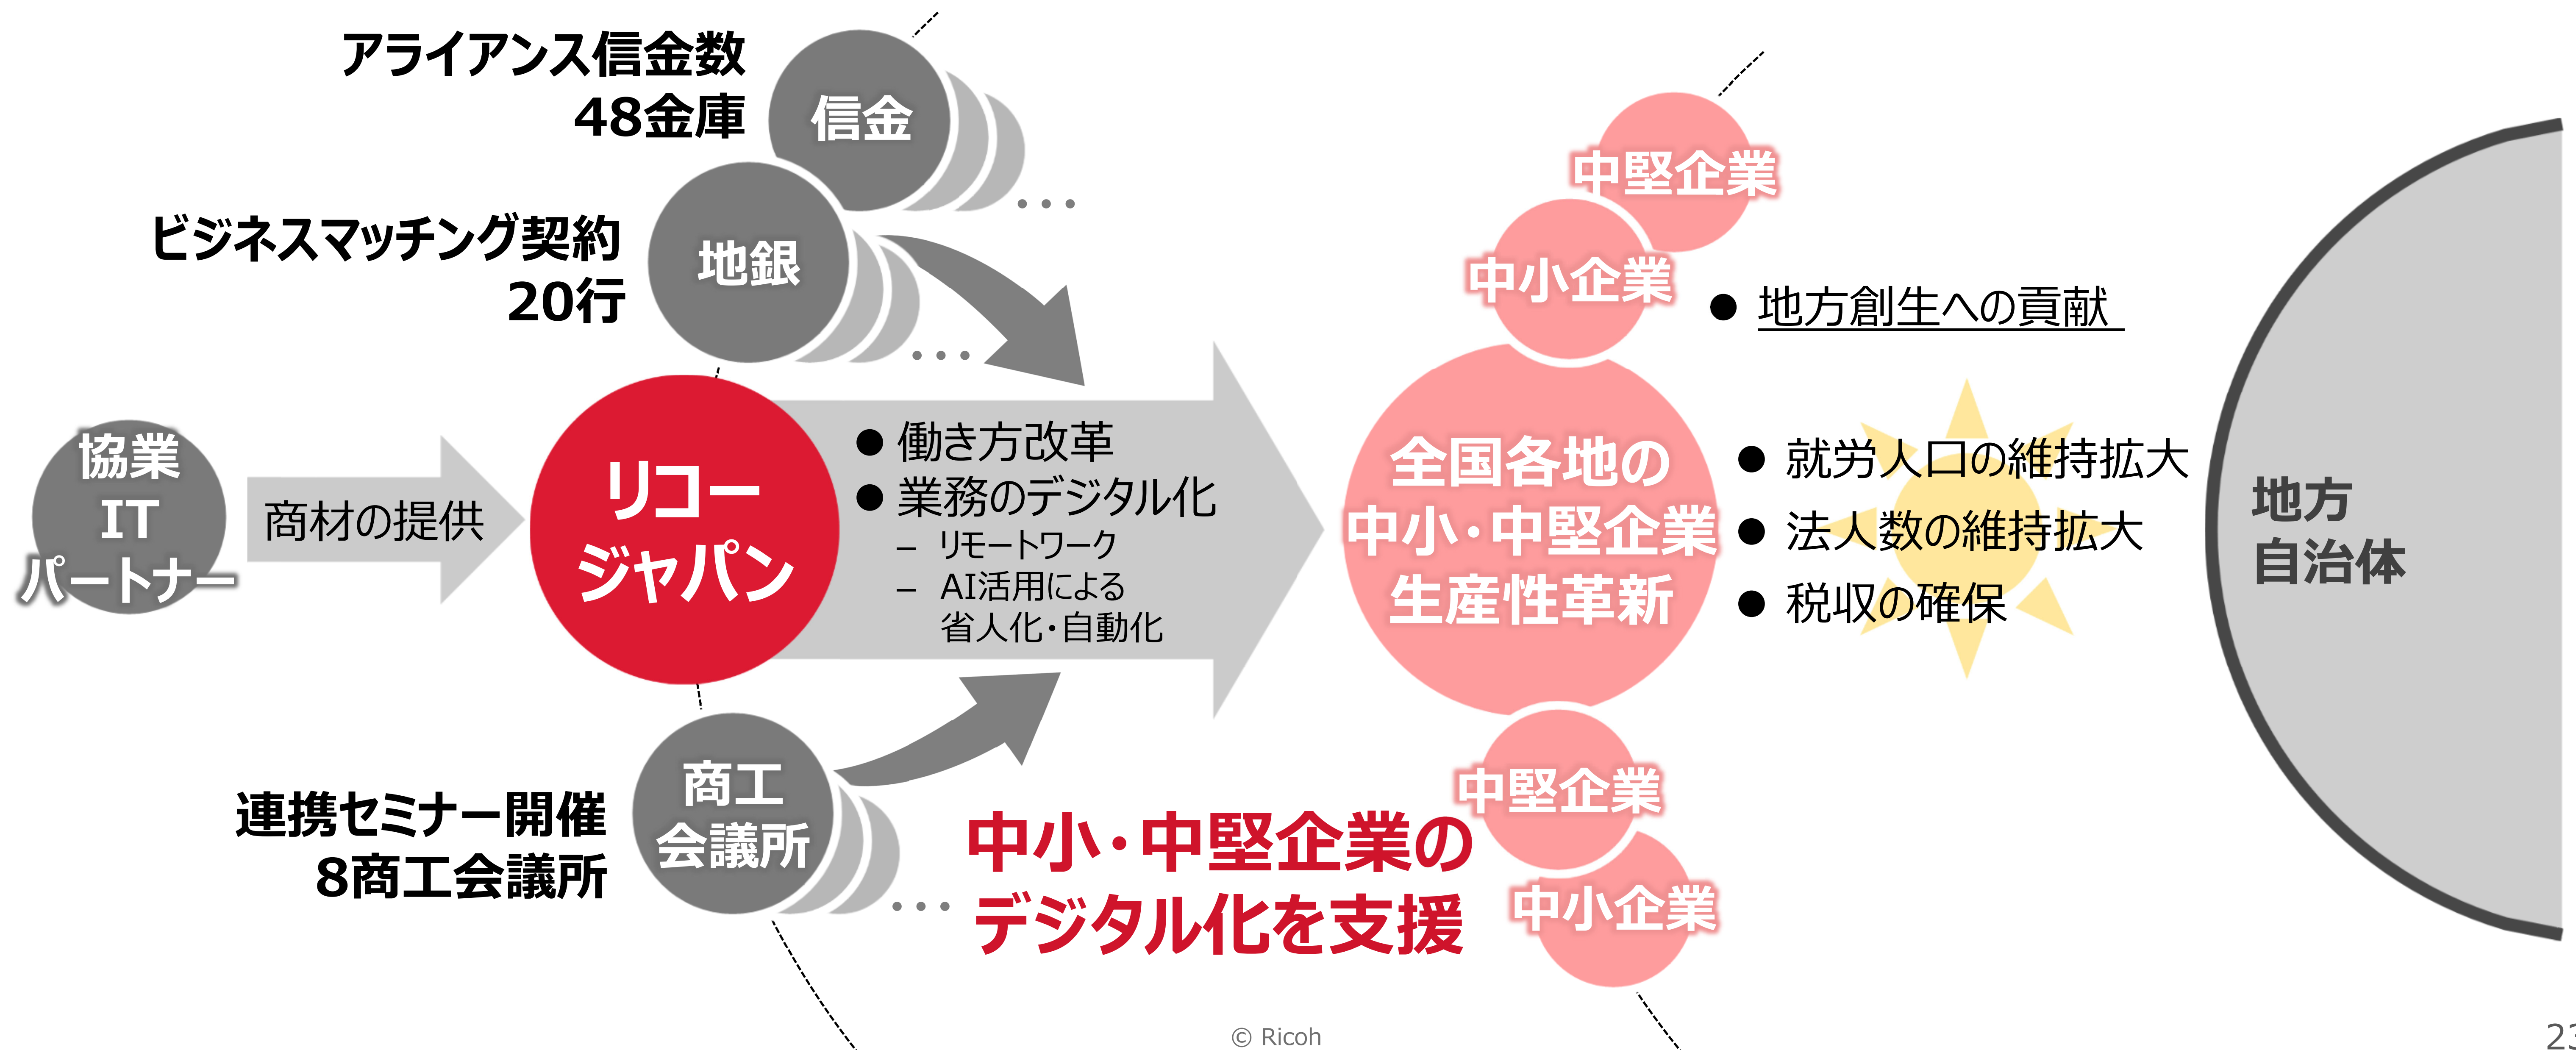 アライアンス信金数
48金庫
信金
・・・
ビジネスマッチング契約
20行
地銀
・・・
協業
IT
パートナー
商材の提供
リコー
ジャパン
● 働き方改革
● 業務のデジタル化
– リモートワーク
– AI活用による
省人化・自動化
商工
会議所
・・・
連携セミナー開催
8商工会議所
中小・中堅企業の
デジタル化を支援
中堅企業
中小企業
全国各地の
中小・中堅企業
生産性革新
中堅企業
中小企業
● 地方創生への貢献
● 就労人口の維持拡大
● 法人数の維持拡大
● 税収の確保
地方
自治体
© Ricoh
23